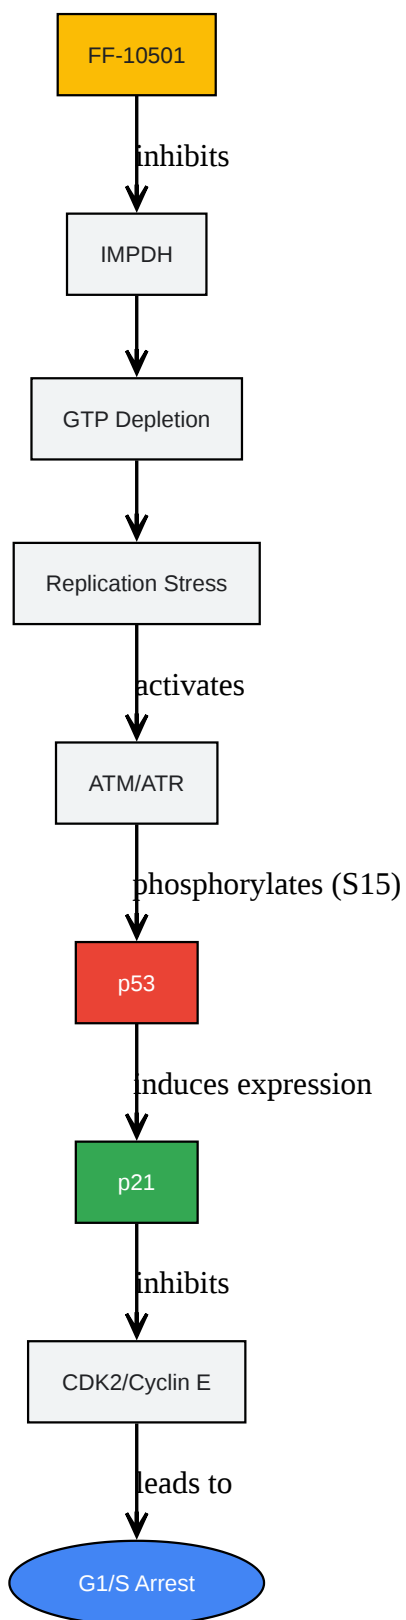 FF-10501
inhibits
IMPDH
GTP Depletion
Replication Stress
activates
ATM/ATR
phosphorylates (S15)
p53
induces expression
p21
inhibits
CDK2/Cyclin E
leads to
G1/S Arrest